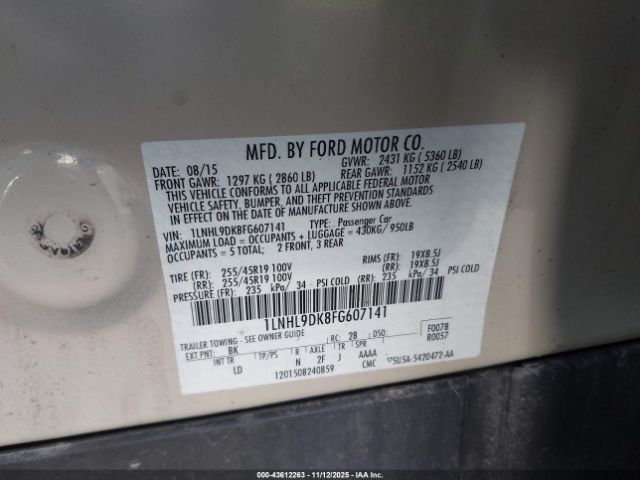 MFD. BY FORD MOTOR CO.
DATE: 08/15 GVWR: 2431 KG ( 5360 LB)
FRONT GAWR: 1297 KG ( 2860 LB) REAR GAWR: 1152 KG ( 2540 LB)
THIS VEHICLE CONFORMS TO ALL APPLICABLE FEDERAL MOTOR
VEHICLE SAFETY, BUMPER, AND THEFT PREVENTION STANDARDS
IN EFFECT ON THE DATE OF MANUFACTURE SHOWN ABOVE.
VIN: 1LNHL9DK8FG607141 TYPE: Passenger Car
MAXIMUM LOAD = OCCUPANTS + LUGGAGE = 430KG/ 950LB
OCCUPANTS = 5 TOTAL: 2 FRONT, 3 REAR
TIRE (FR): 255/45R19 100V RIMS (FR): 19X8.5J
(RR): 255/45R19 100V (RR): 19X8.5J
PRESSURE (FR): 235 kPa/ 34 PSI COLD (RR): 235 kPa/ 34 PSI COLD
1LNHL9DK8FG607141
TRAILER TOWING - SEE OWNER GUIDE RC: 28 DSO: F0078
EXT PNT: BK R0057
INT TR TP/PS R AXLE TR SPR
LD N 2F J AAAA
CMC 5U5A-5420472-AA
1201508240859
000-43612263 - 11/12/2025 - IAAI.COM